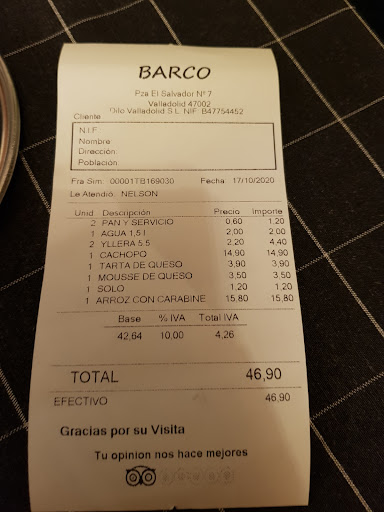 BARCO
Pza El Salvador Nº 7
Valladolid 47002
Dilo Valladolid S.L. NIF: B47754452
Cliente
N.I.F.
Nombre
Dirección:
Población:
Fra Sim: 00001TB169030 Fecha: 17/10/2020
Le Atendió: NELSON
Unid. Descripción Precio Importe
2 PAN Y SERVICIO 0,60 1,20
1 AGUA 1,5 l 2,00 2,00
2 YLLERA 5.5 2,20 4,40
1 CACHOPO 14,90 14,90
1 TARTA DE QUESO 3,90 3,90
1 MOUSSE DE QUESO 3,50 3,50
1 SOLO 1,20 1,20
1 ARROZ CON CARABINE 15,80 15,80
Base % IVA Total IVA
42,64 10,00 4,26
TOTAL 46,90
EFECTIVO 46,90
Gracias por su Visita
Tu opinion nos hace mejores